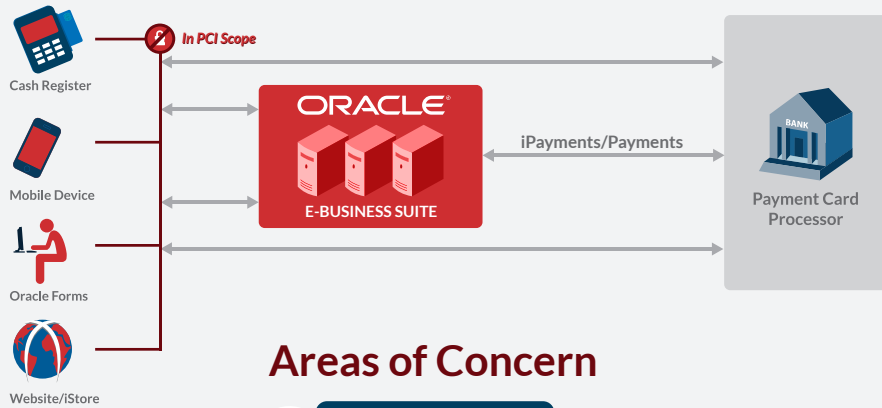 In PCI Scope
Cash Register
ORACLE®
iPayments/Payments
BANK
Mobile Device
E-BUSINESS SUITE
Payment Card
Processor
Oracle Forms
Areas of Concern
Website/iStore